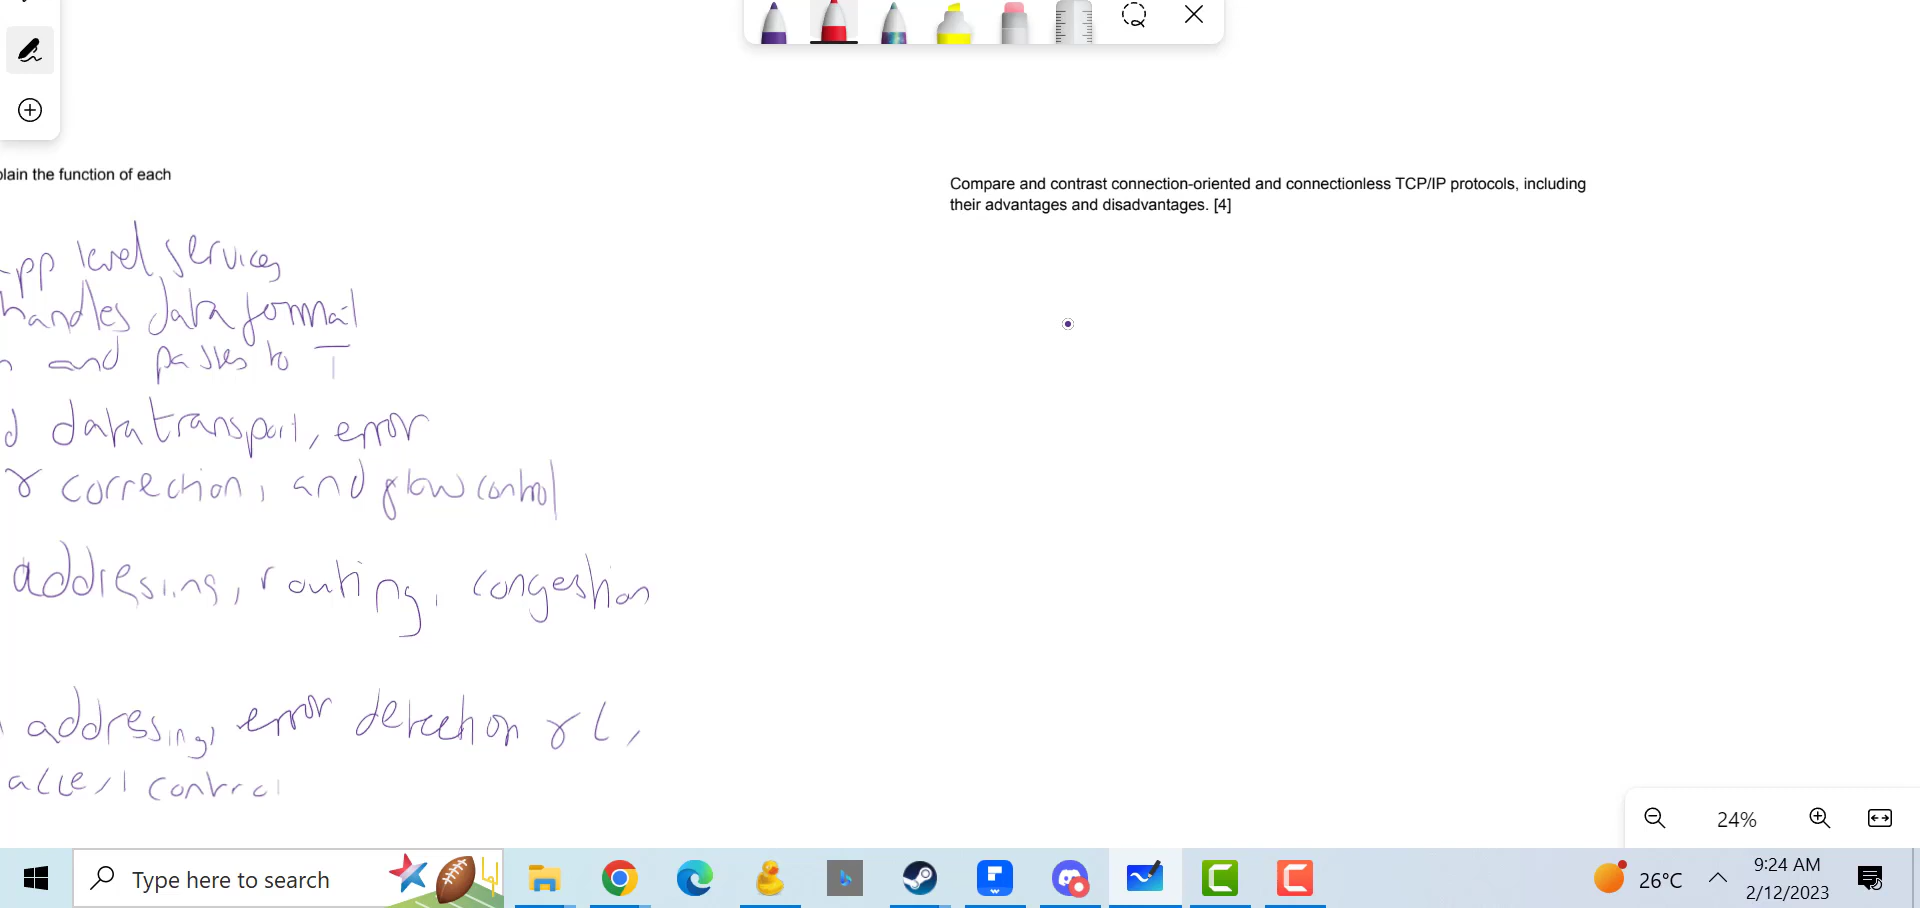 plain the function of each
Compare and contrast connection-oriented and connectionless TCP/IP protocols, including
their advantages and disadvantages. [4]
level services
handles data format
and passes to T
data transport, error
correction, and flow control
addressing, routing, congestion
addressing, error detection
access control
24%
Type here to search
26°C
9:24 AM
2/12/2023